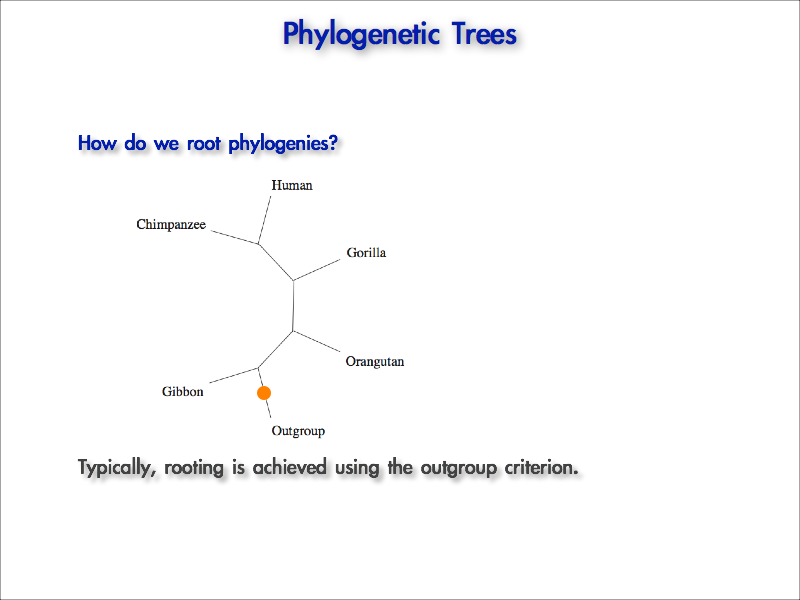 Phylogenetic Trees
How do we root phylogenies?
Human
Chimpanzee
Gorilla
Orangutan
Gibbon
Outgroup
Typically, rooting is achieved using the outgroup criterion.